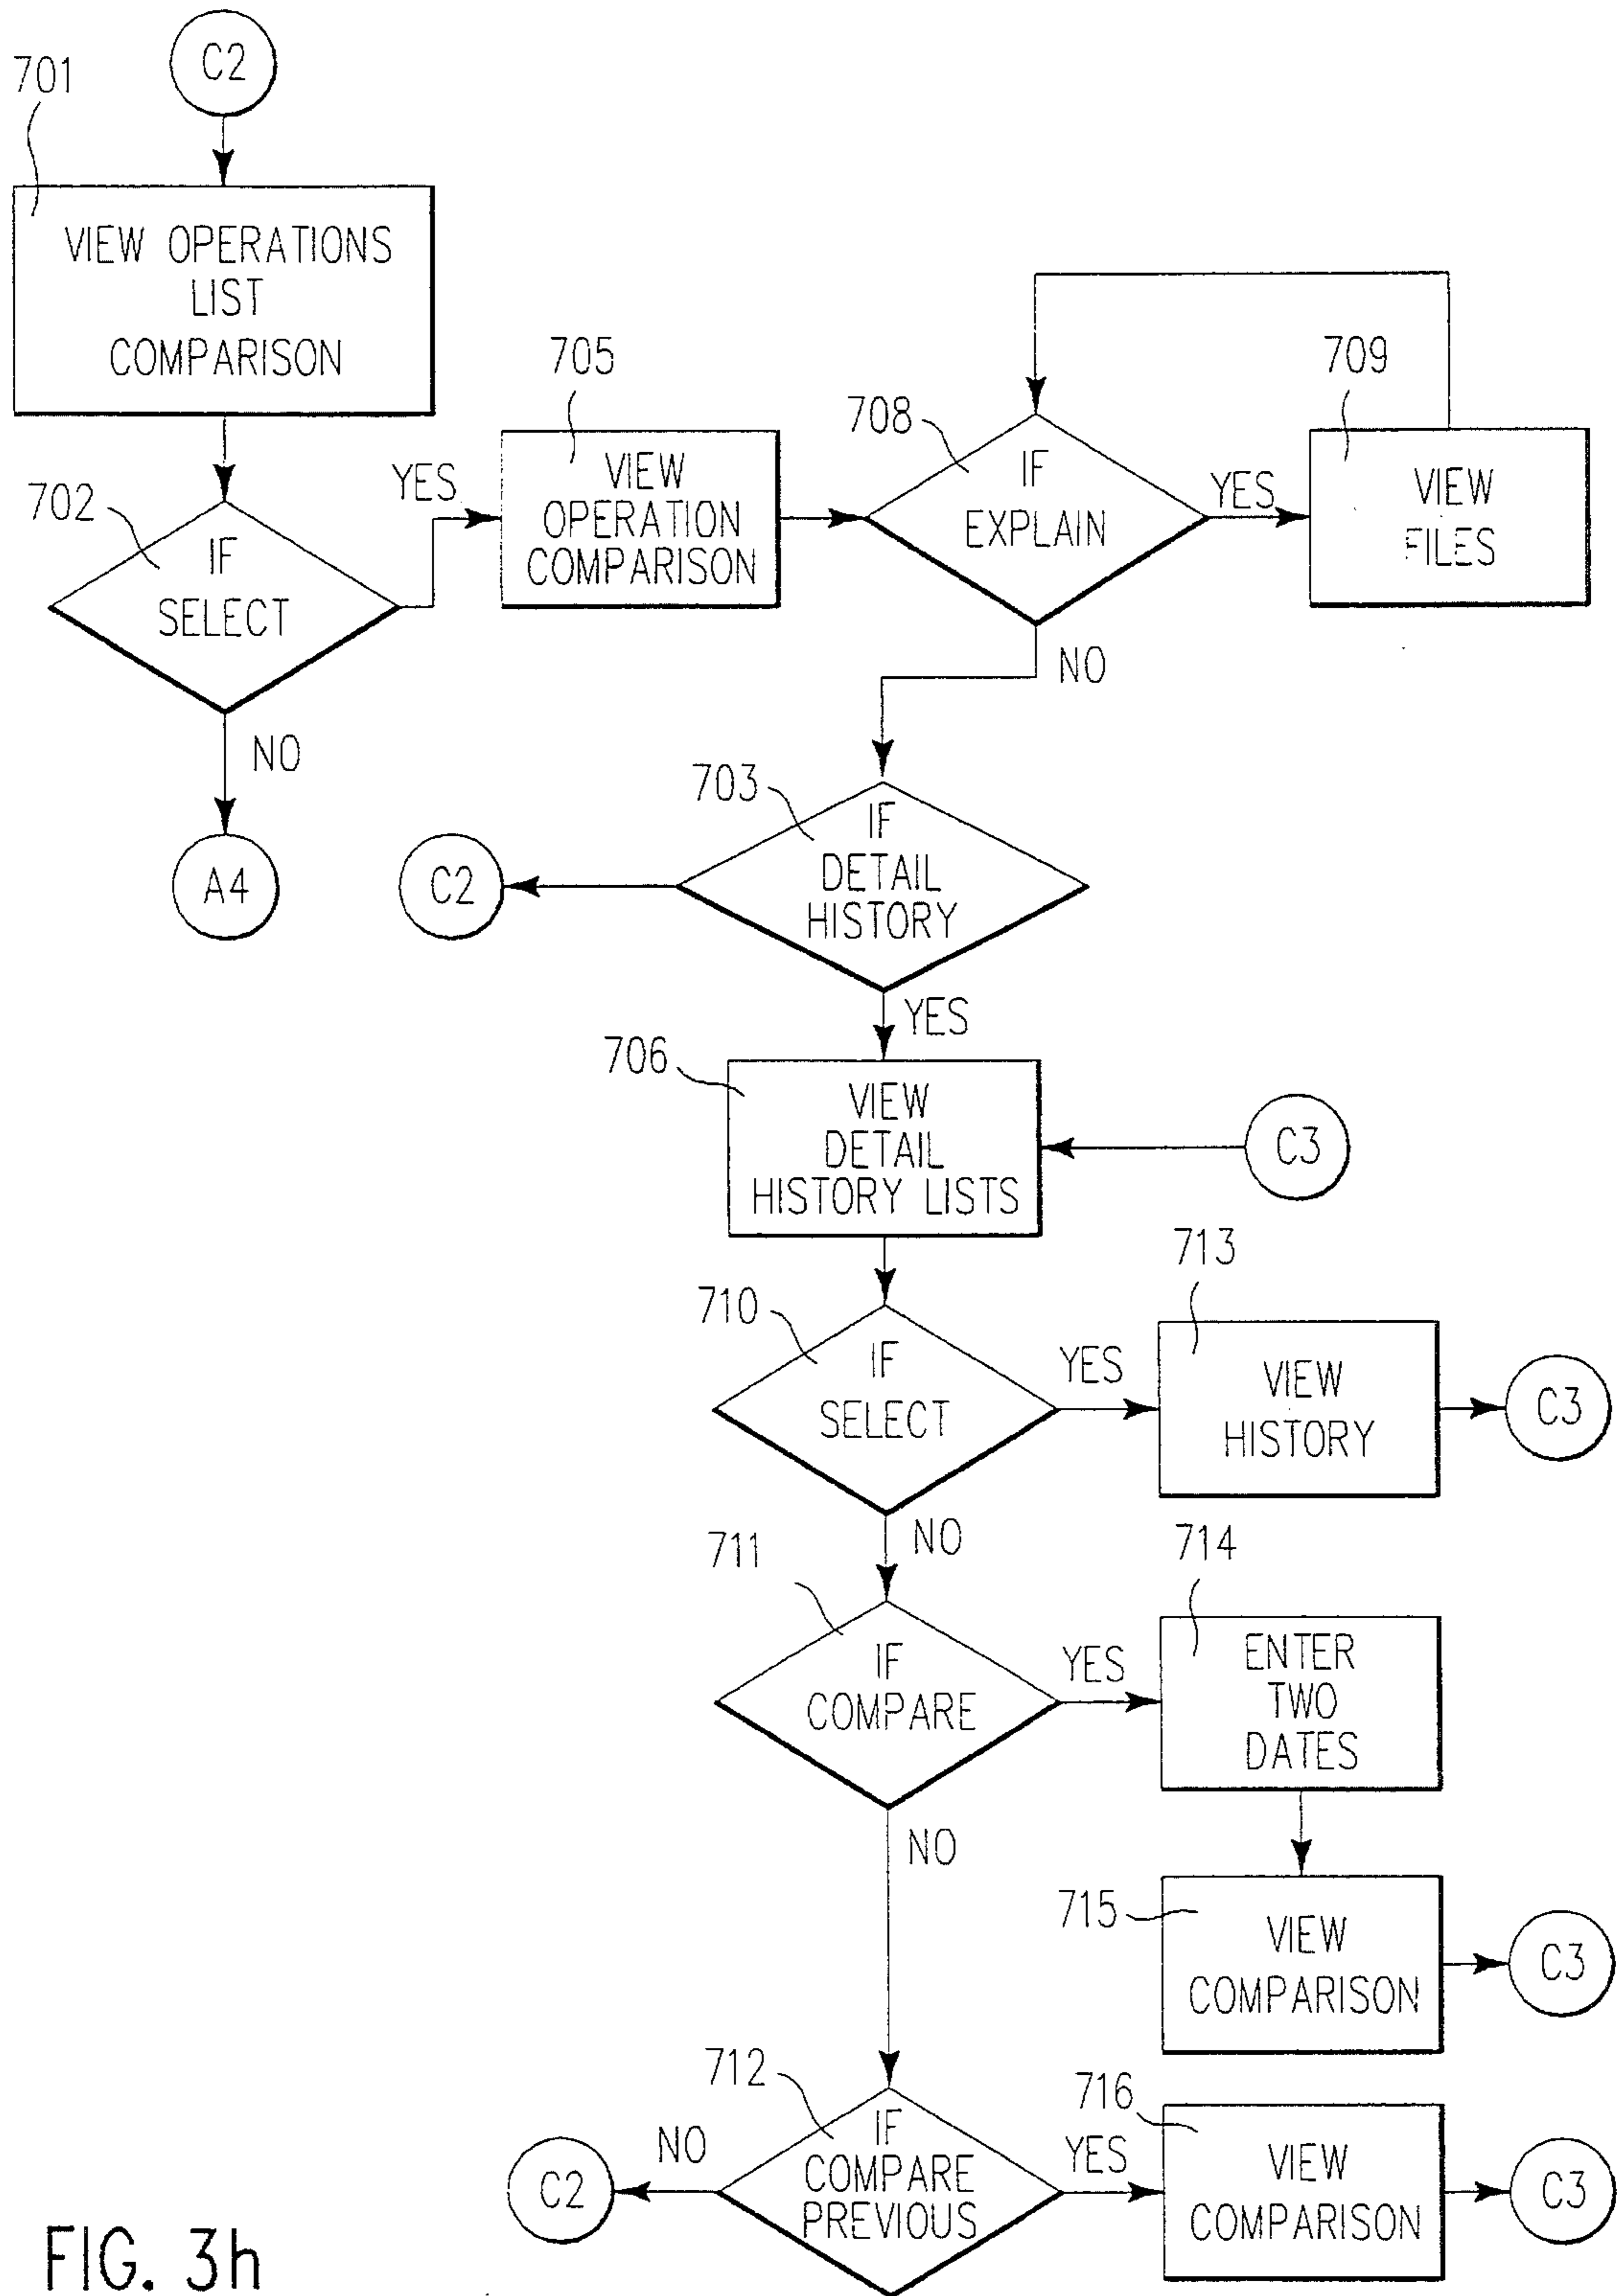 C2
701
VIEW OPERATIONS
LIST
COMPARISON
702
IF
SELECT
YES
NO
A4
705
VIEW
OPERATION
COMPARISON
708
IF
EXPLAIN
YES
NO
709
VIEW
FILES
703
IF
DETAIL
HISTORY
C2
YES
706
VIEW
DETAIL
HISTORY LISTS
C3
710
IF
SELECT
YES
NO
713
VIEW
HISTORY
C3
711
IF
COMPARE
YES
NO
714
ENTER
TWO
DATES
715
VIEW
COMPARISON
C3
712
IF
COMPARE
PREVIOUS
NO
C2
YES
716
VIEW
COMPARISON
C3
FIG. 3h